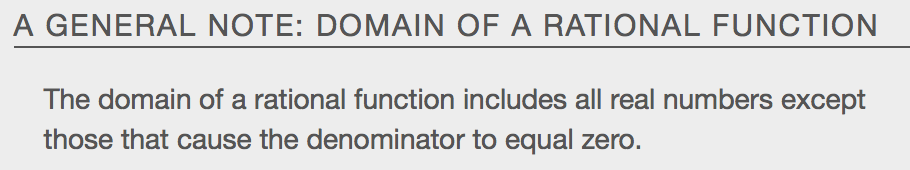 A GENERAL NOTE: DOMAIN OF A RATIONAL FUNCTION
The domain of a rational function includes all real numbers except
those that cause the denominator to equal zero.